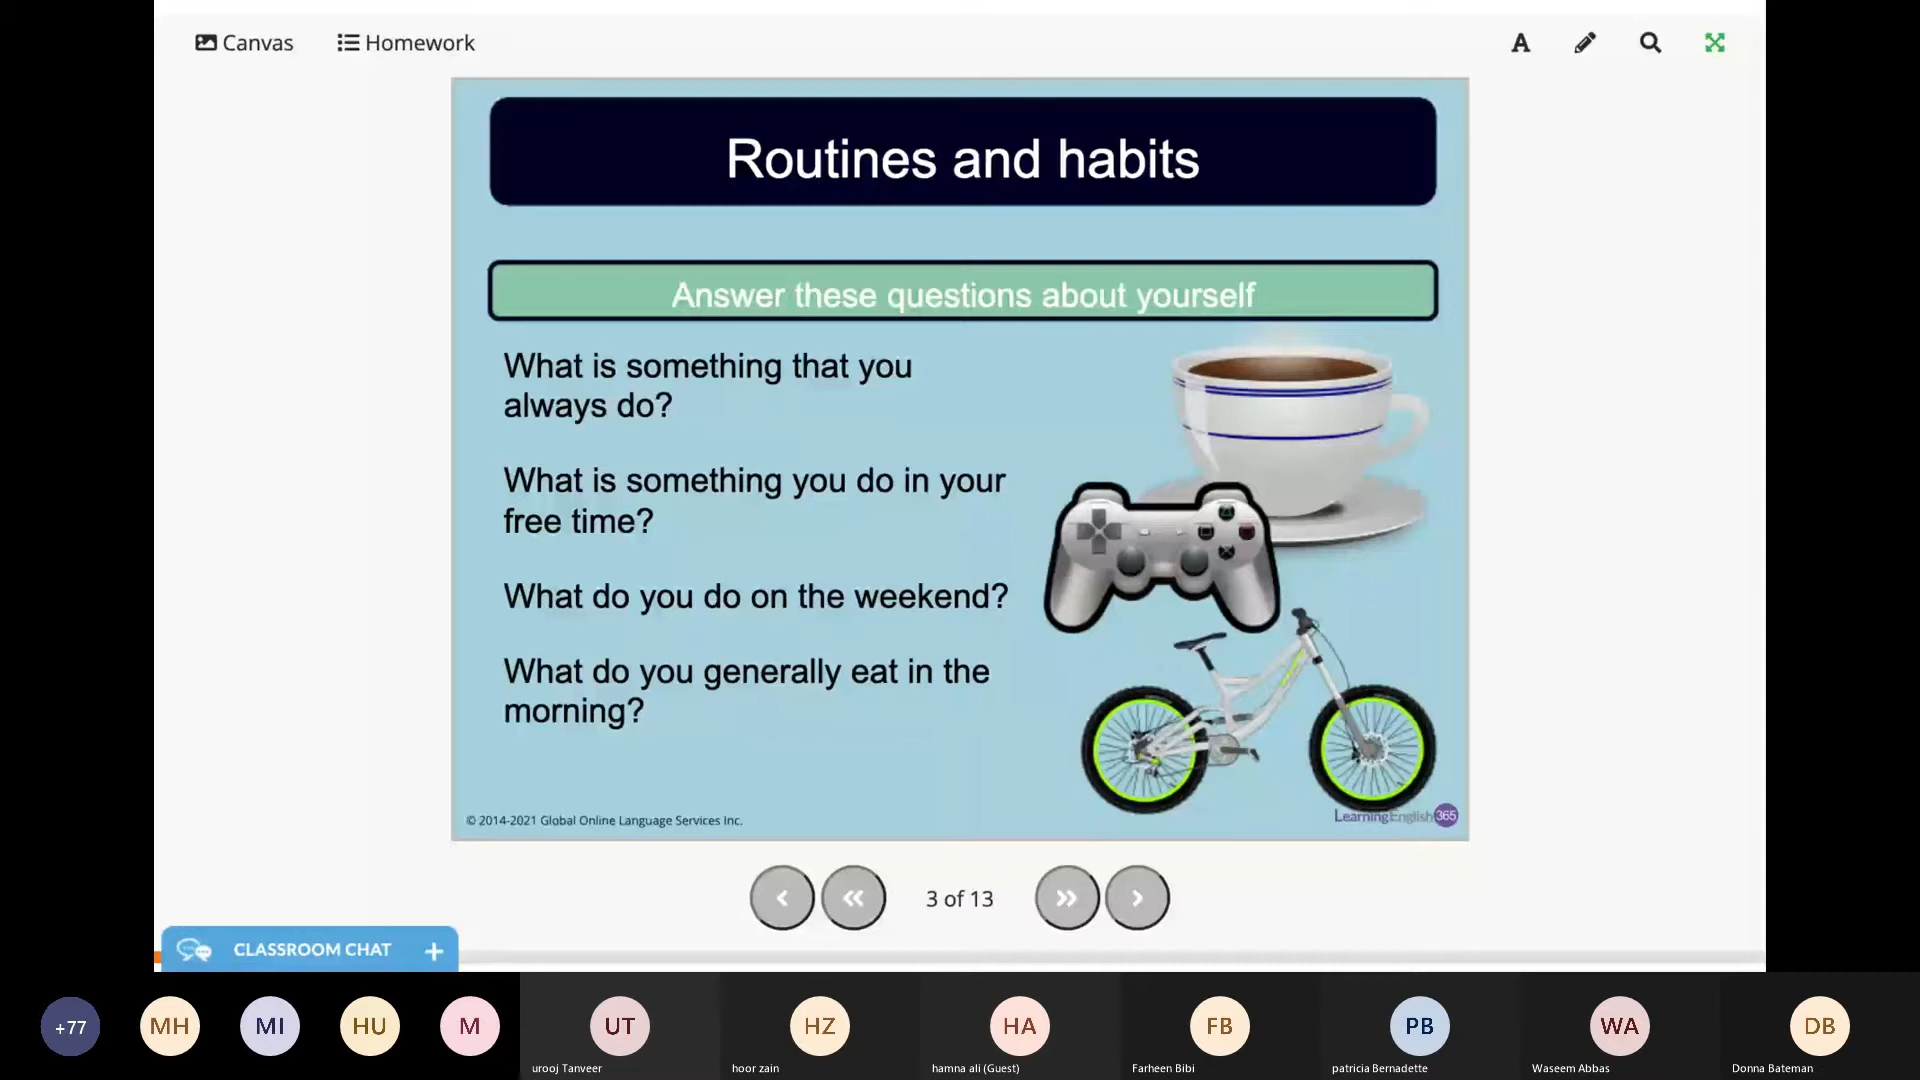 Canvas
Homework
A
Routines and habits
Answer these questions about yourself
What is something that you
always do?
What is something you do in your
free time?
What do you do on the weekend?
What do you generally eat in the
morning?
© 2014-2021 Global Online Language Services Inc.
LearningEnglish365
3 of 13
CLASSROOM CHAT +
+77
MH
MI
HU
M
UT
HZ
HA
FB
PB
WA
DB
urooj Tanveer
hoor zain
hamna ali (Guest)
Farheen Bibi
patricia Bernadette
Waseem Abbas
Donna Bateman